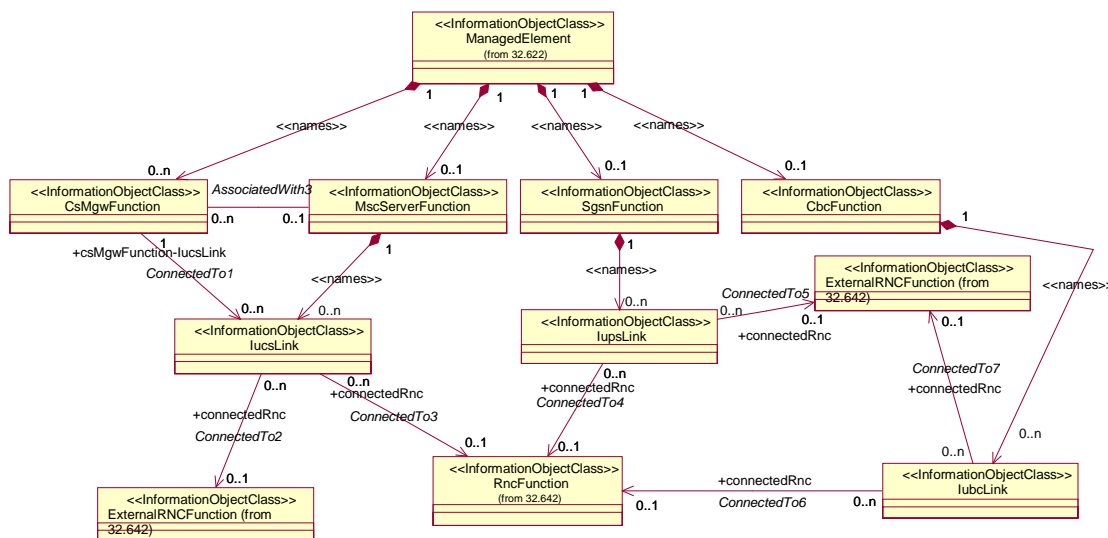 <<InformationObjectClass>>
ManagedElement
(from 32.622)
1
1
1
1
<<names>>
<<names>>
<<names>>
<<names>>
0..n
0..1
0..1
0..1
<<InformationObjectClass>>
CsMgwFunction
AssociatedWith3
0..n
0..1
<<InformationObjectClass>>
MscServerFunction
<<InformationObjectClass>>
SgsnFunction
<<InformationObjectClass>>
CbcFunction
1
+csMgwFunction-IucsLink
ConnectedTo1
1
1
1
<<names>>
<<names>>
<<names>>
0..n
0..n
0..n
<<InformationObjectClass>>
IucsLink
<<InformationObjectClass>>
IupsLink
0..n
ConnectedTo5
0..1
+connectedRnc
<<InformationObjectClass>>
ExternalRNCFunction (from
32.642)
0..1
0..n
+connectedRnc
ConnectedTo2
0..n
+connectedRnc
ConnectedTo3
0..n
+connectedRnc
ConnectedTo4
ConnectedTo7
+connectedRnc
0..1
0..1
0..1
0..n
0..n
<<InformationObjectClass>>
RncFunction
(from 32.642)
+connectedRnc
0..1
ConnectedTo6
0..n
<<InformationObjectClass>>
IubcLink
<<InformationObjectClass>>
ExternalRNCFunction (from
32.642)